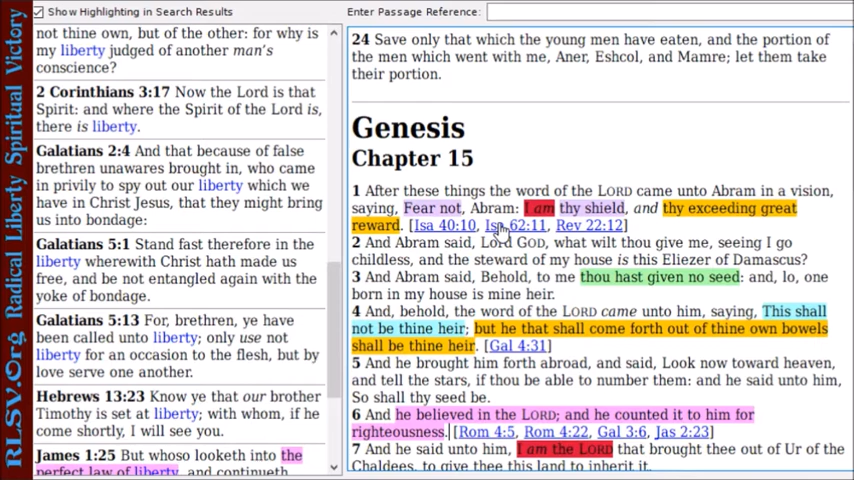 RLSV.Org Radical Liberty Spiritual Victory
Show Highlighting in Search Results
not thine own, but of the other: for why is
my liberty judged of another man's
conscience?
2 Corinthians 3:17 Now the Lord is that
Spirit: and where the Spirit of the Lord is,
there is liberty.
Galatians 2:4 And that because of false
brethren unawares brought in, who came
in privily to spy out our liberty which we
have in Christ Jesus, that they might bring
us into bondage:
Galatians 5:1 Stand fast therefore in the
liberty wherewith Christ hath made us
free, and be not entangled again with the
yoke of bondage.
Galatians 5:13 For, brethren, ye have
been called unto liberty; only use not
liberty for an occasion to the flesh, but by
love serve one another.
Hebrews 13:23 Know ye that our brother
Timothy is set at liberty; with whom, if he
come shortly, I will see you.
James 1:25 But whoso looketh into the
perfect law of liberty, and continueth
Enter Passage Reference:
24 Save only that which the young men have eaten, and the portion of
the men which went with me, Aner, Eshcol, and Mamre; let them take
their portion.
Genesis
Chapter 15
1 After these things the word of the LORD came unto Abram in a vision,
saying, Fear not, Abram: I am thy shield, and thy exceeding great
reward. [Isa 40:10, Isa 62:11, Rev 22:12]
2 And Abram said, Lord GOD, what wilt thou give me, seeing I go
childless, and the steward of my house is this Eliezer of Damascus?
3 And Abram said, Behold, to me thou hast given no seed: and, lo, one
born in my house is mine heir.
4 And, behold, the word of the LORD came unto him, saying, This shall
not be thine heir; but he that shall come forth out of thine own bowels
shall be thine heir. [Gal 4:31]
5 And he brought him forth abroad, and said, Look now toward heaven,
and tell the stars, if thou be able to number them: and he said unto him,
So shall thy seed be.
6 And he believed in the LORD; and he counted it to him for
righteousness. [Rom 4:5, Rom 4:22, Gal 3:6, Jas 2:23]
7 And he said unto him, I am the LORD that brought thee out of Ur of the
Chaldees, to give thee this land to inherit it.